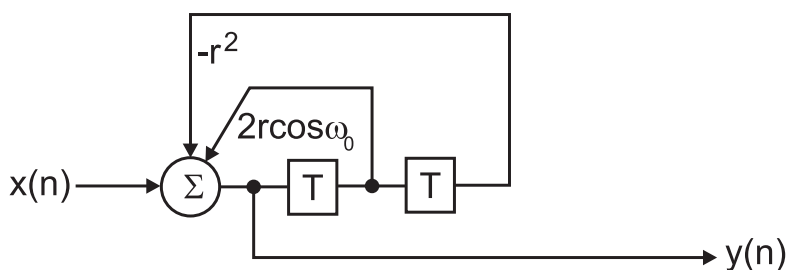 -r²
2rcosω₀
x(n) Σ T T
y(n)